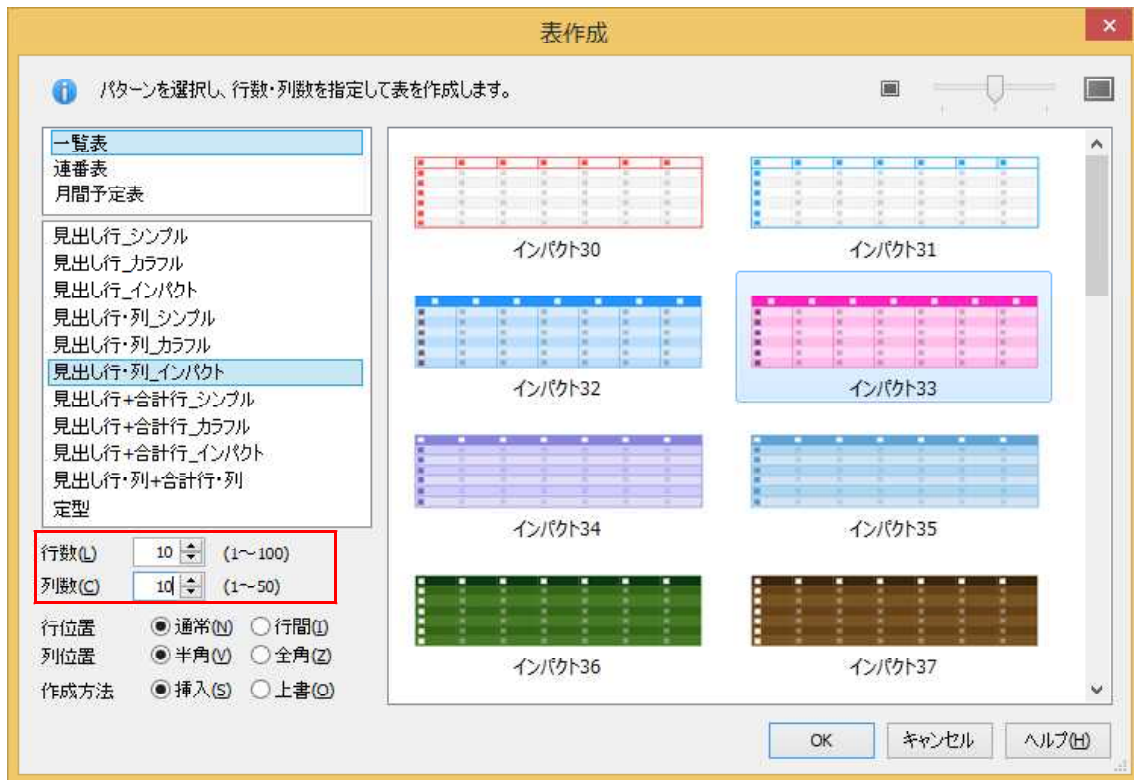 表作成
パターンを選択し、行数・列数を指定して表を作成します。
一覧表
連番表
月間予定表
見出し行_シンプル
見出し行_カラフル
見出し行_インパクト
見出し行・列_シンプル
見出し行・列_カラフル
見出し行・列_インパクト
見出し行+合計行_シンプル
見出し行+合計行_カラフル
見出し行+合計行_インパクト
見出し行・列+合計行・列
定型
行数(L) 10 (1～100)
列数(C) 10 (1～50)
行位置 通常(N) 行間(I)
列位置 半角(V) 全角(Z)
作成方法 挿入(S) 上書(O)
インパクト30 インパクト31
インパクト32 インパクト33
インパクト34 インパクト35
インパクト36 インパクト37
OK キャンセル ヘルプ(H)